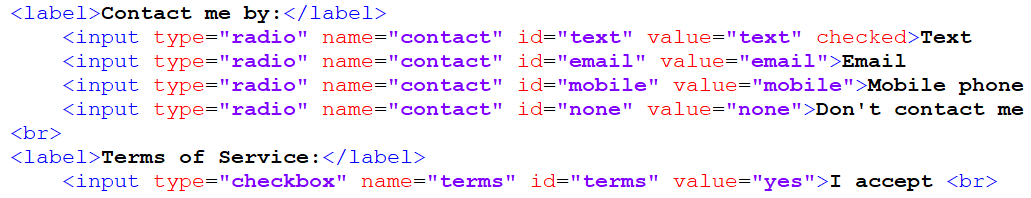 <label>Contact me by:</label>
<input type="radio" name="contact" id="text" value="text" checked>Text
<input type="radio" name="contact" id="email" value="email">Email
<input type="radio" name="contact" id="mobile" value="mobile">Mobile phone
<input type="radio" name="contact" id="none" value="none">Don't contact me
<br>
<label>Terms of Service:</label>
<input type="checkbox" name="terms" id="terms" value="yes">I accept <br>